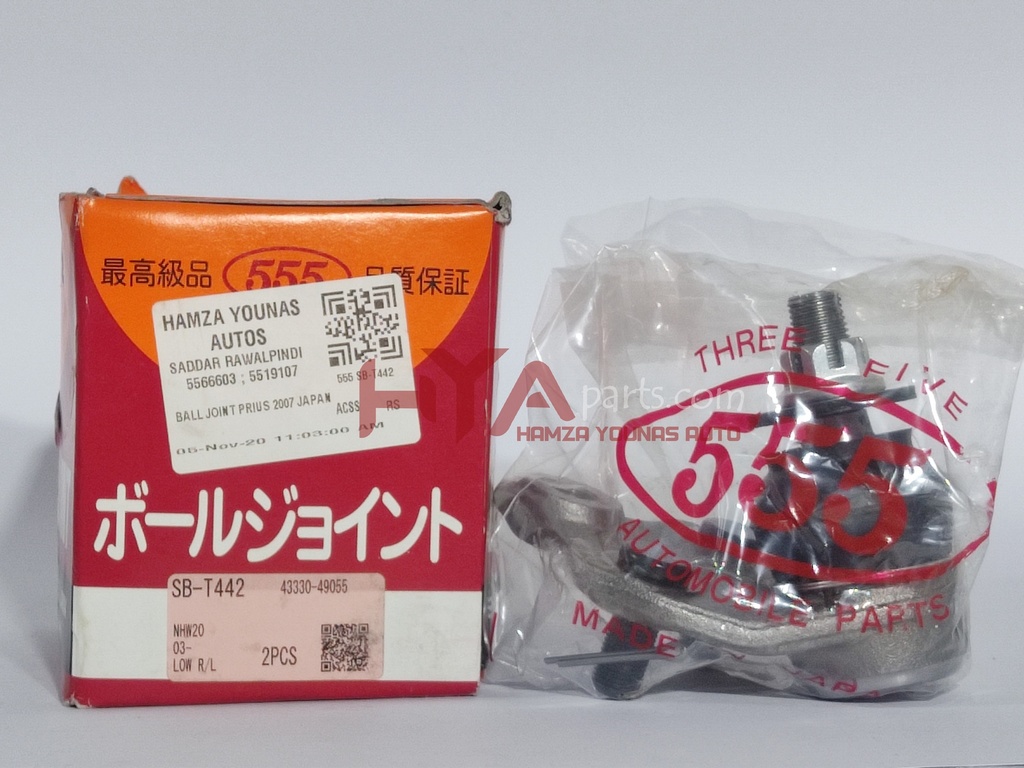 最高級品 555 品質保証
HAMZA YOUNAS
AUTOS
SADDAR RAWALPINDI
5566603 ; 5519107
555 SB-T442
BALL JOINT PRIUS 2007 JAPAN ACSS RS
05-Nov-20 11:03:00 AM
ボールジョイント
SB-T442 43330-49055
NHW20
03-
LOW R/L 2PCS
HYAparts.com
HAMZA YOUNAS AUTO
THREE FIVE
555
AUTOMOBILE PARTS
MADE